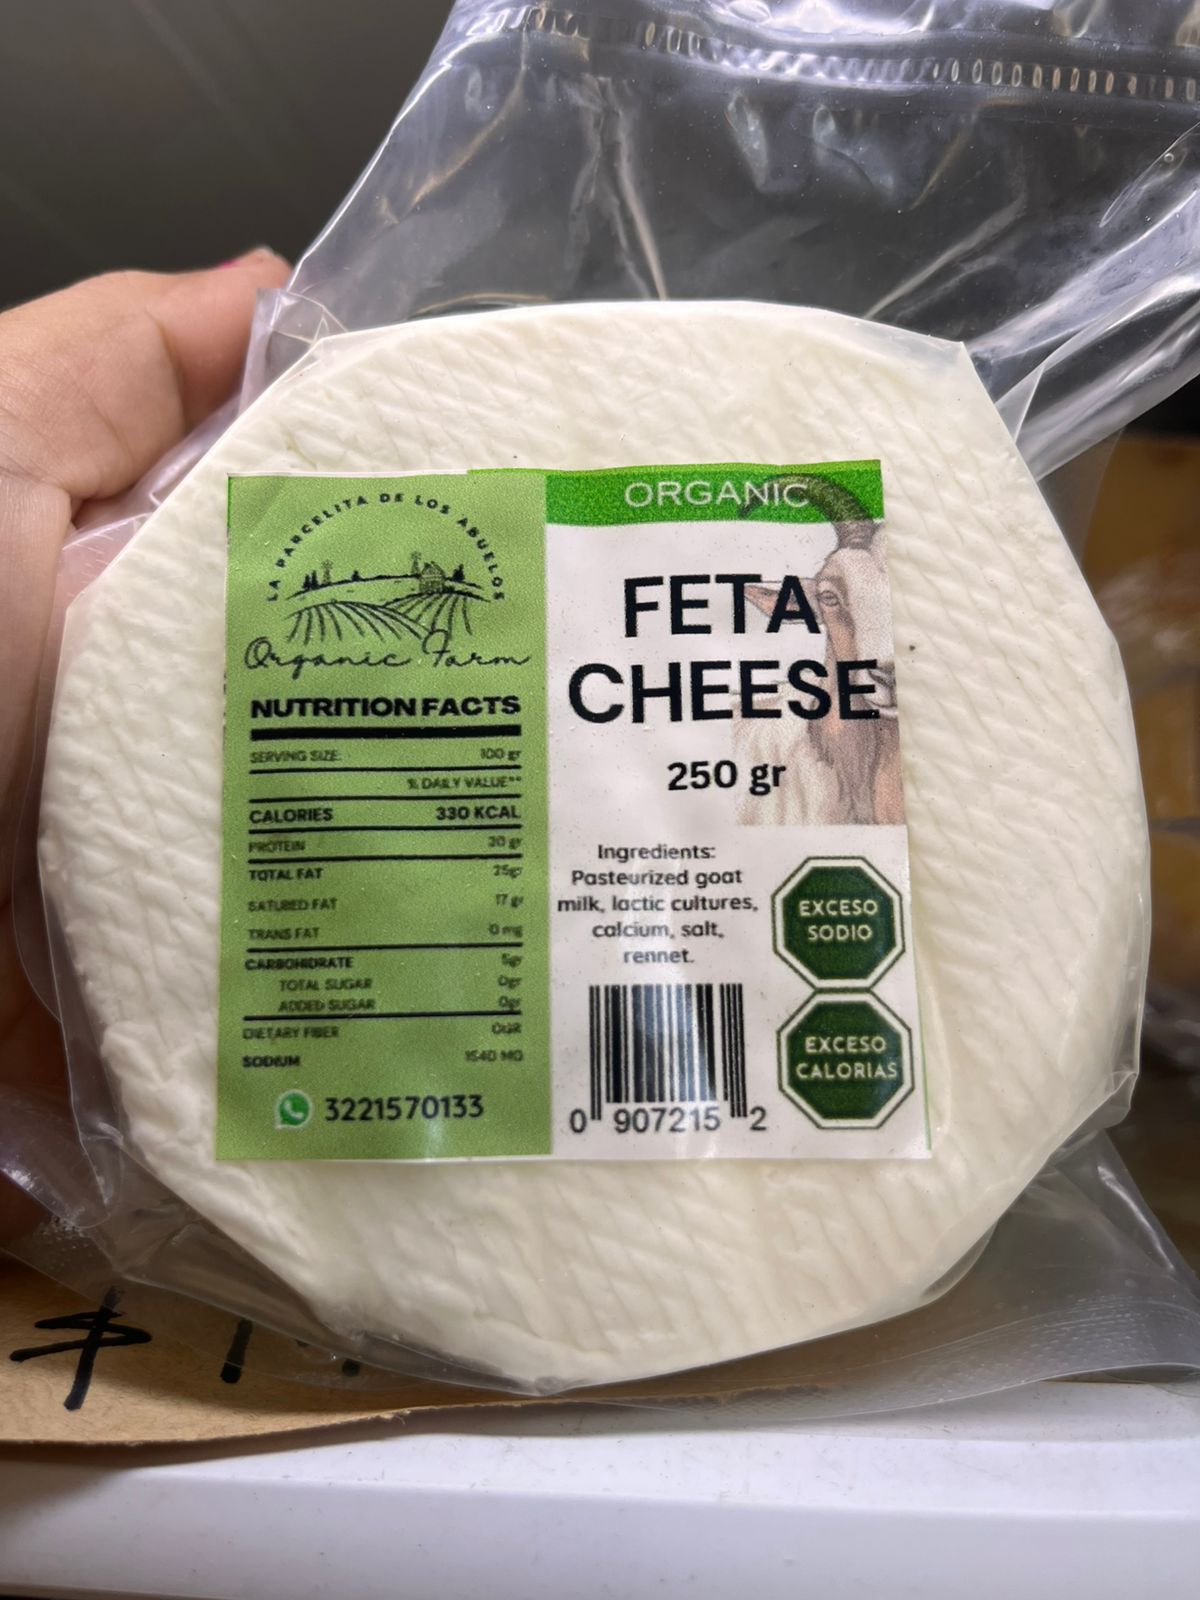 LA PARCELITA DE LOS ABUELOS
Organic Farm
NUTRITION FACTS
SERVING SIZE: 100 gr
% DAILY VALUE**
CALORIES 330 KCAL
PROTEIN 20 gr
TOTAL FAT 25gr
SATURED FAT 17 gr
TRANS FAT 0 mg
CARBOHIDRATE 5gr
TOTAL SUGAR 0gr
ADDED SUGAR 0gr
DIETARY FIBER 0GR
SODIUM 1540 MG
3221570133
ORGANIC
FETA
CHEESE
250 gr
Ingredients:
Pasteurized goat
milk, lactic cultures,
calcium, salt,
rennet.
EXCESO
SODIO
EXCESO
CALORIAS
0 907215 2
$ 1